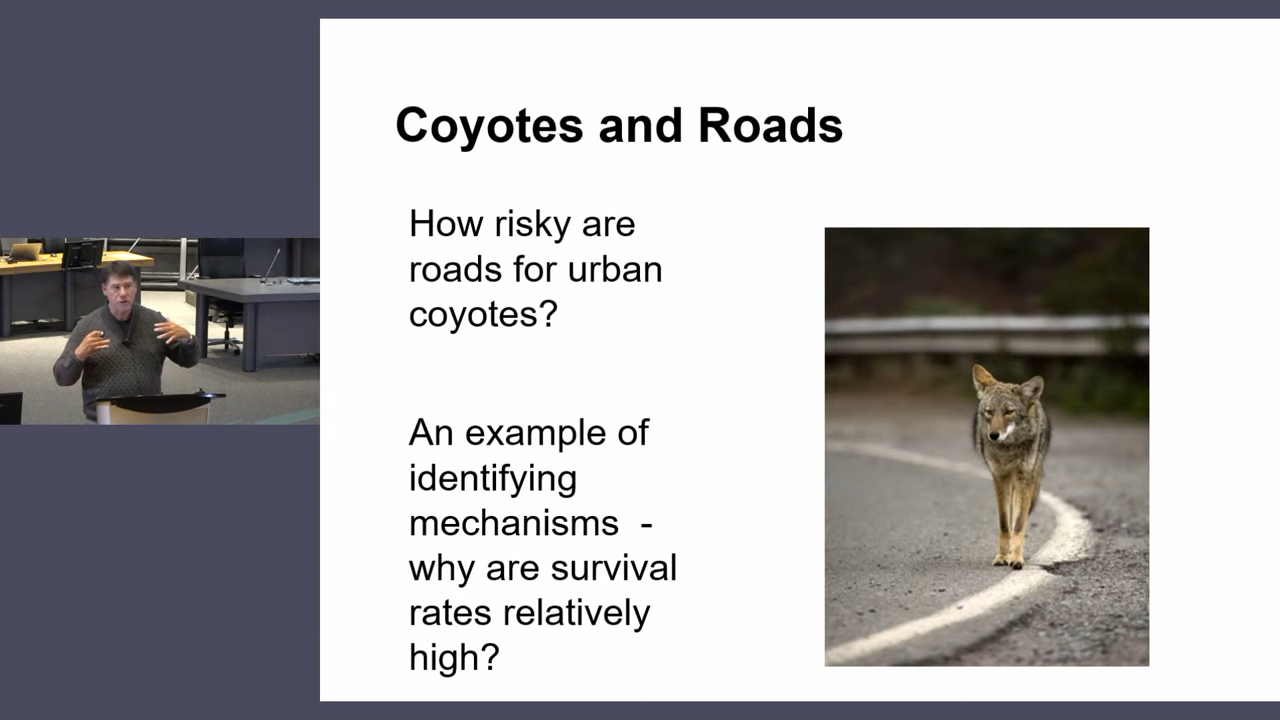 Coyotes and Roads
How risky are
roads for urban
coyotes?
An example of
identifying
mechanisms  -
why are survival
rates relatively
high?